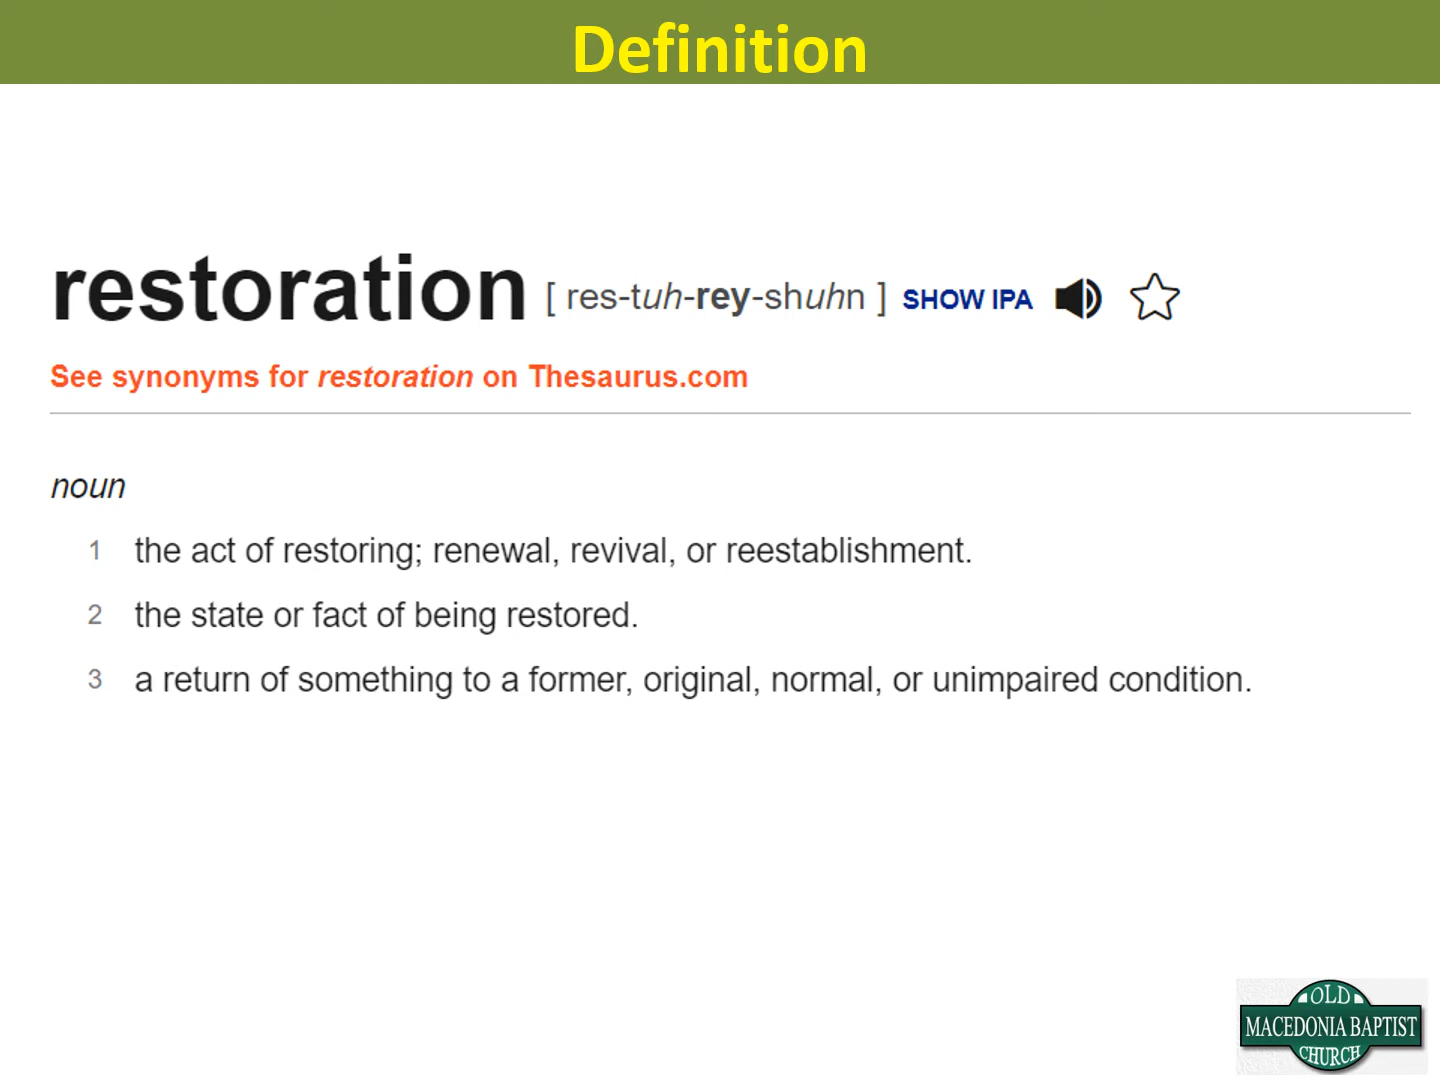 Definition
restoration [ res-tuh-rey-shuhn ] SHOW IPA
See synonyms for restoration on Thesaurus.com
noun
1 the act of restoring; renewal, revival, or reestablishment.
2 the state or fact of being restored.
3 a return of something to a former, original, normal, or unimpaired condition.
OLD
MACEDONIA BAPTIST
CHURCH